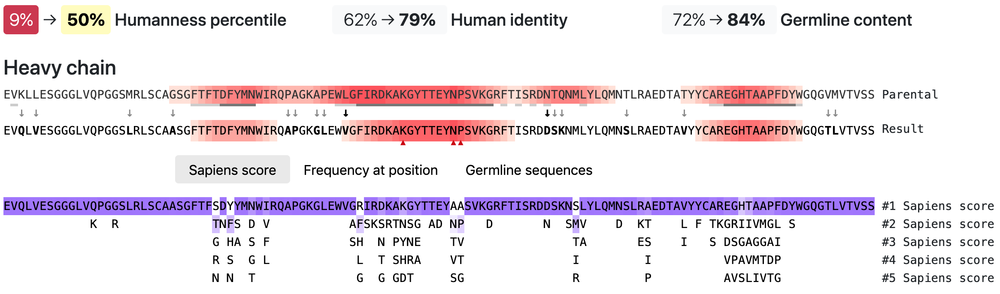 9% → 50% Humanness percentile 62% → 79% Human identity 72% → 84% Germline content
Heavy chain
EVKLLESGGGLVQPGGSMRLSCAGSGFTFTDFYMNWIRQPAGKAPEWLGFIRDKAKGYTTEYNPSVKGRFTISRDNTQNMLYLQMNTLRAEDTATYYCAREGHTAAPFDYWGQGVMVTVSS Parental
EVQLVESGGGLVQPGGSLRLSCAASGFTFTDFYMNWIRQAPGKGLEWVGFIRDKAKGYTTEYNPSVKGRFTISRDDSKNMLYLQMNSLRAEDTAVYYCAREGHTAAPFDYWGQGTLVTVSS Result
Sapiens score Frequency at position Germline sequences
EVQLVESGGGLVQPGGSLRLSCAASGFTFSDYYMNWIRQAPGKGLEWVGRIRDKAKGYTTEYAASVKGRFTISRDDSKNSLYLQMNSLRAEDTAVYYCAREGHTAAPFDYWGQGTLVTVSS #1 Sapiens score
K R TNFS D V AFSKSRTNSG AD NP D N SMV D KT L F TKGRIIVMGL S #2 Sapiens score
G HA S F SH N PYNE TV TA ES I S DSGAGGAI #3 Sapiens score
R S G L L T SHRA VT I I VPAVMTDP #4 Sapiens score
N N T G G GDT SG R P AVSLIVTG #5 Sapiens score